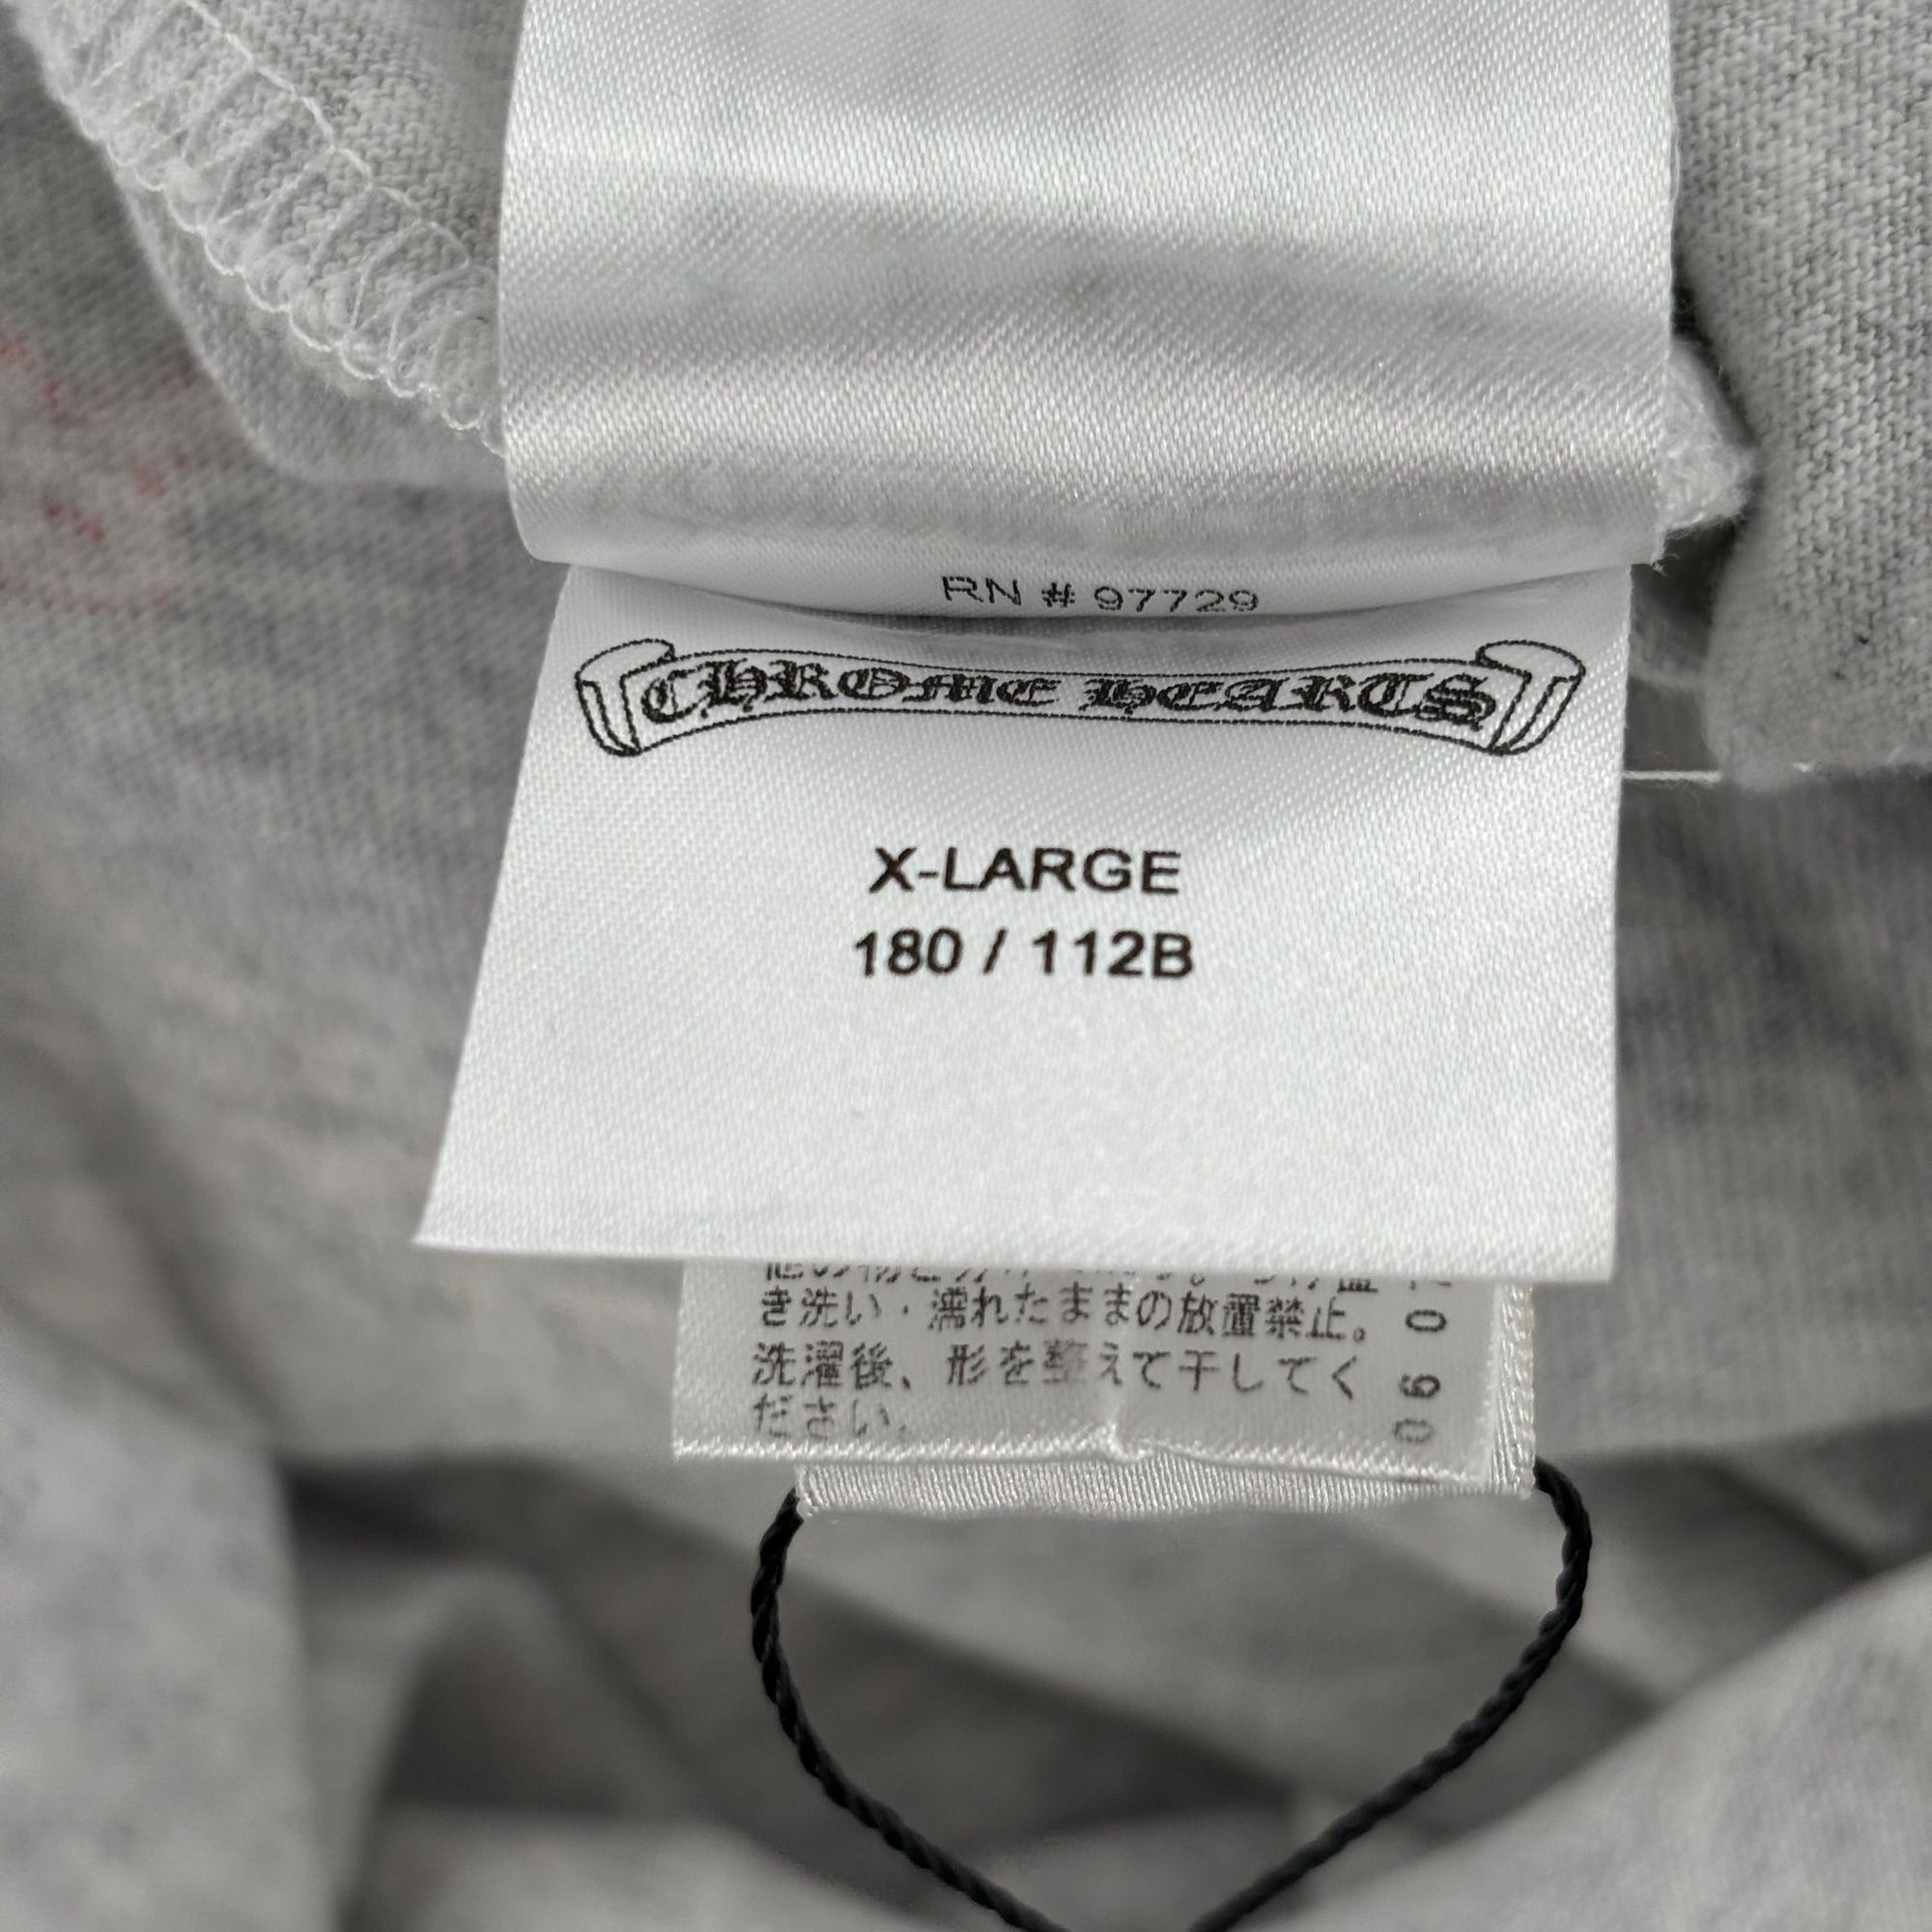 RN # 97729
CHROME HEARTS
X-LARGE
180 / 112B
き洗い・濡れたままの放置禁止。
洗濯後、形を整えて干してく
ださい。